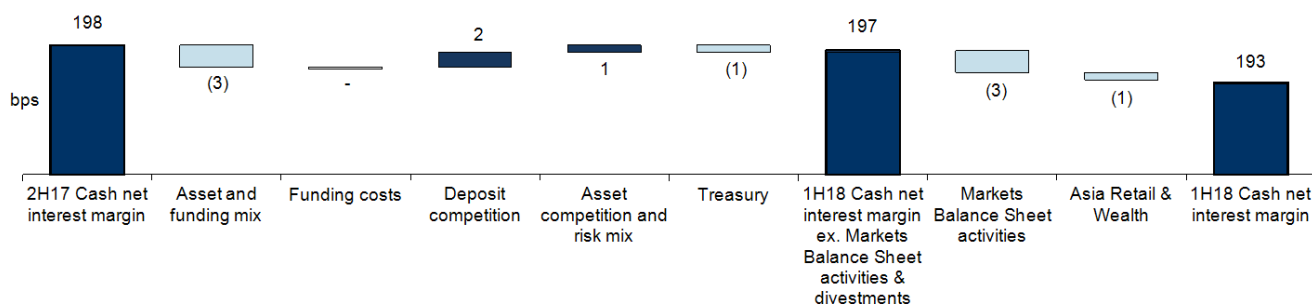 198
(3)
-
2
1
(1)
197
(3)
(1)
193
bps
2H17 Cash net
interest margin
Asset and
funding mix
Funding costs
Deposit
competition
Asset
competition and
risk mix
Treasury
1H18 Cash net
interest margin
ex. Markets
Balance Sheet
activities &
divestments
Markets
Balance Sheet
activities
Asia Retail &
Wealth
1H18 Cash net
interest margin